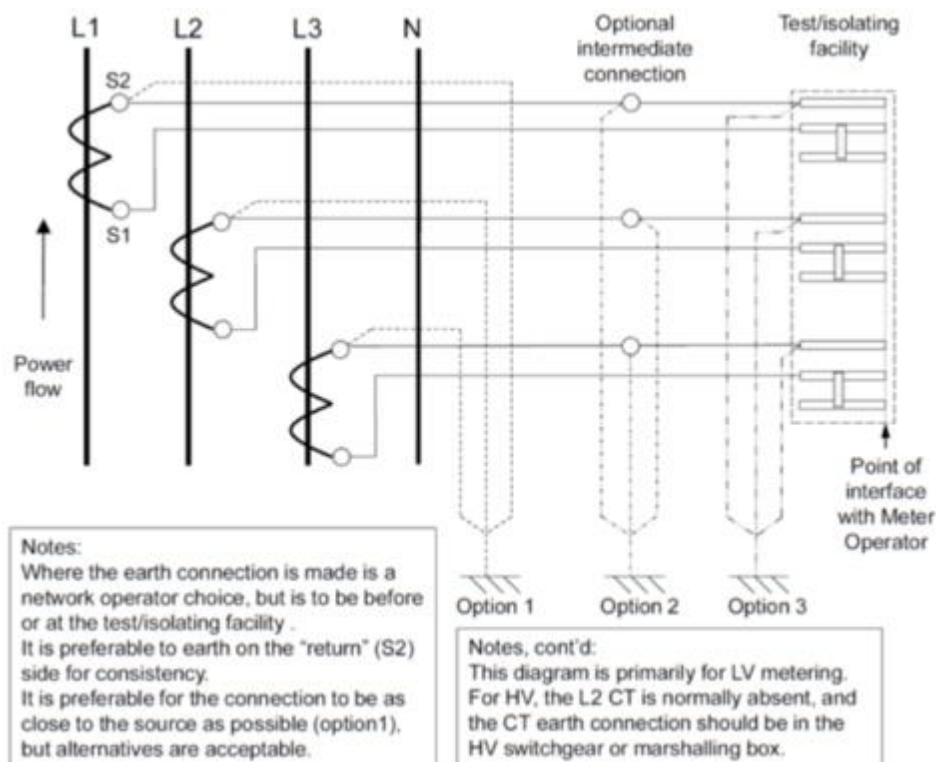 L1 L2 L3 N
Optional
intermediate
connection
Test/isolating
facility
S2
S1
Power
flow
Point of
interface
with Meter
Operator
Option 1 Option 2 Option 3
Notes:
Where the earth connection is made is a
network operator choice, but is to be before
or at the test/isolating facility .
It is preferable to earth on the “return” (S2)
side for consistency.
It is preferable for the connection to be as
close to the source as possible (option1),
but alternatives are acceptable.
Notes, cont’d:
This diagram is primarily for LV metering.
For HV, the L2 CT is normally absent, and
the CT earth connection should be in the
HV switchgear or marshalling box.